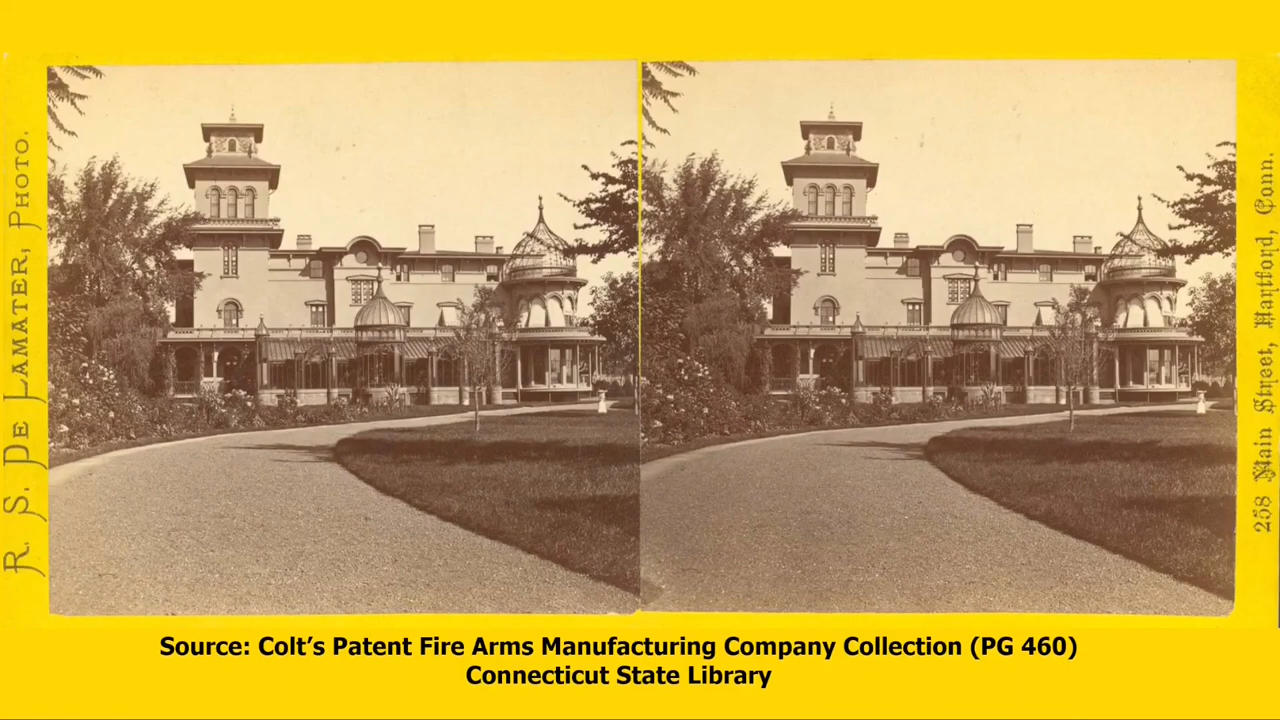 R. S. De Lamater, Photo.
258 Main Street, Hartford, Conn.
Source: Colt’s Patent Fire Arms Manufacturing Company Collection (PG 460)
Connecticut State Library